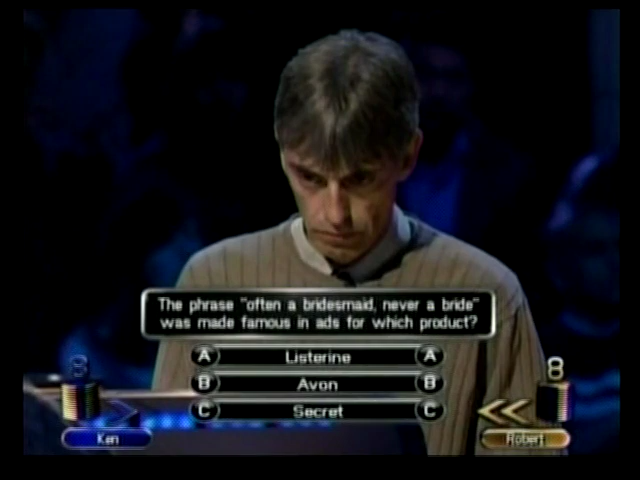 The phrase "often a bridesmaid, never a bride"
was made famous in ads for which product?
A Listerine A
B Avon B
C Secret C
8 8
Ken Robert